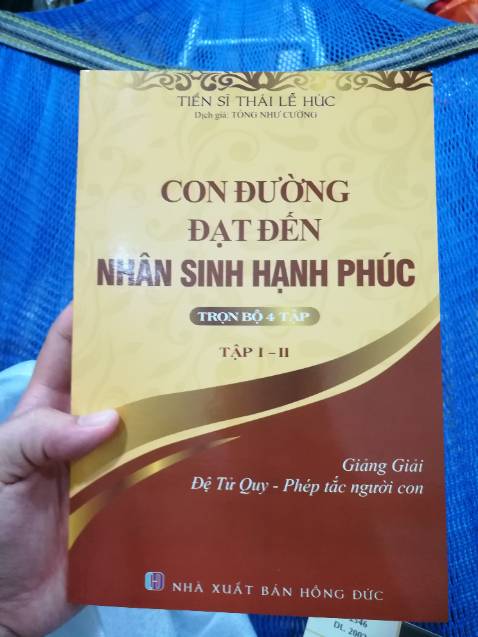 TIẾN SĨ THÁI LỄ HÚC
Dịch giả: TỐNG NHƯ CƯỜNG
CON ĐƯỜNG
ĐẠT ĐẾN
NHÂN SINH HẠNH PHÚC
TRỌN BỘ 4 TẬP
TẬP I - II
Giảng Giải
Đệ Tử Quy - Phép tắc người con
NHÀ XUẤT BẢN HỒNG ĐỨC